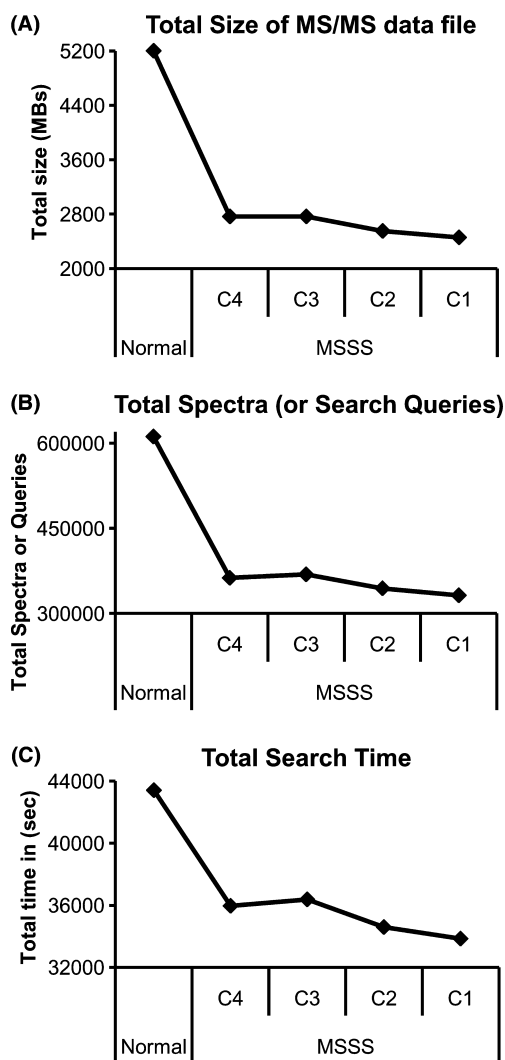 (A) Total Size of MS/MS data file
Total size (MBs)
5200
4400
3600
2800
2000
C4 C3 C2 C1
Normal MSSS
(B) Total Spectra (or Search Queries)
Total Spectra or Queries
600000
450000
300000
C4 C3 C2 C1
Normal MSSS
(C) Total Search Time
Total time in (sec)
44000
40000
36000
32000
C4 C3 C2 C1
Normal MSSS